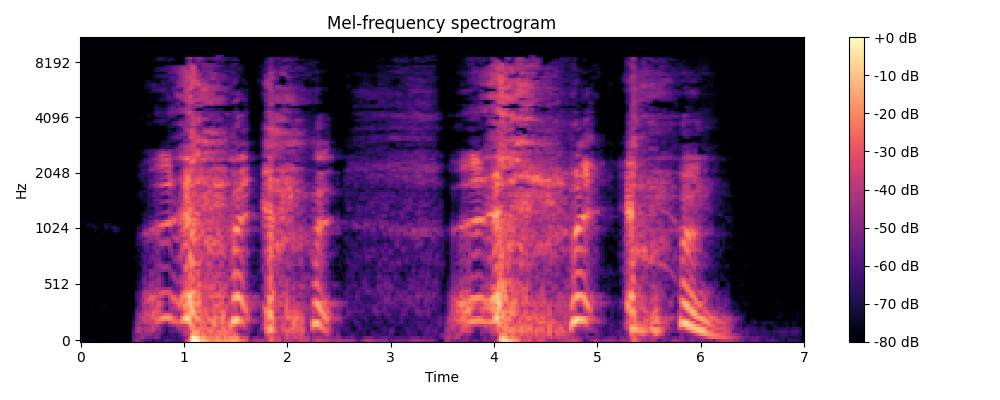 Mel-frequency spectrogram
Hz
8192
4096
2048
1024
512
0
0 1 2 3 4 5 6 7
Time
+0 dB
-10 dB
-20 dB
-30 dB
-40 dB
-50 dB
-60 dB
-70 dB
-80 dB